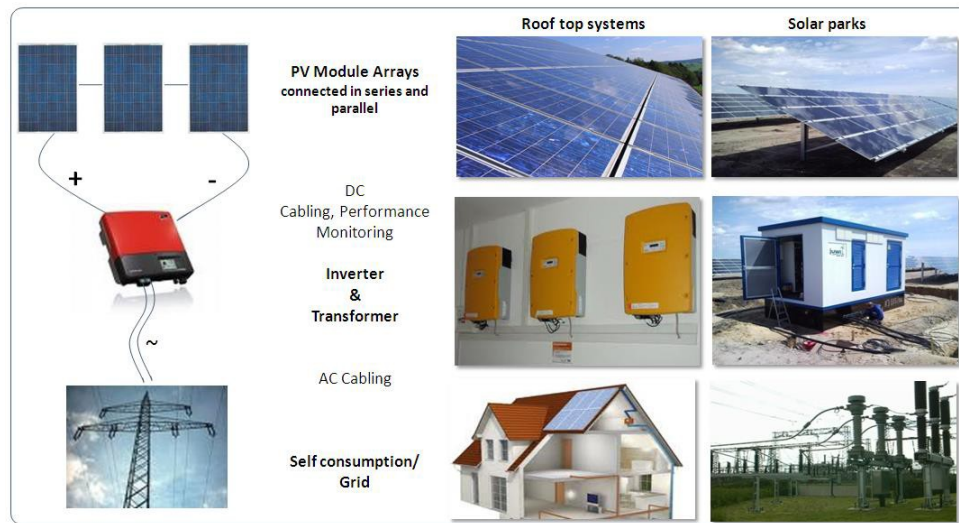 Roof top systems
Solar parks
PV Module Arrays
connected in series and
parallel
+
-
DC
Cabling, Performance
Monitoring
Inverter
&
Transformer
~
AC Cabling
Self consumption/
Grid